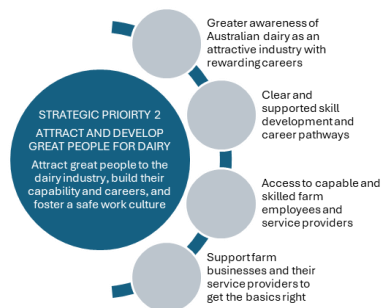 STRATEGIC PRIOIRTY 2
ATTRACT AND DEVELOP
GREAT PEOPLE FOR DAIRY
Attract great people to the
dairy industry, build their
capability and careers, and
foster a safe work culture
Greater awareness of
Australian dairy as an
attractive industry with
rewarding careers
Clear and
supported skill
development and
career pathways
Access to capable and
skilled farm
employees and
service providers
Support farm
businesses and their
service providers to
get the basics right